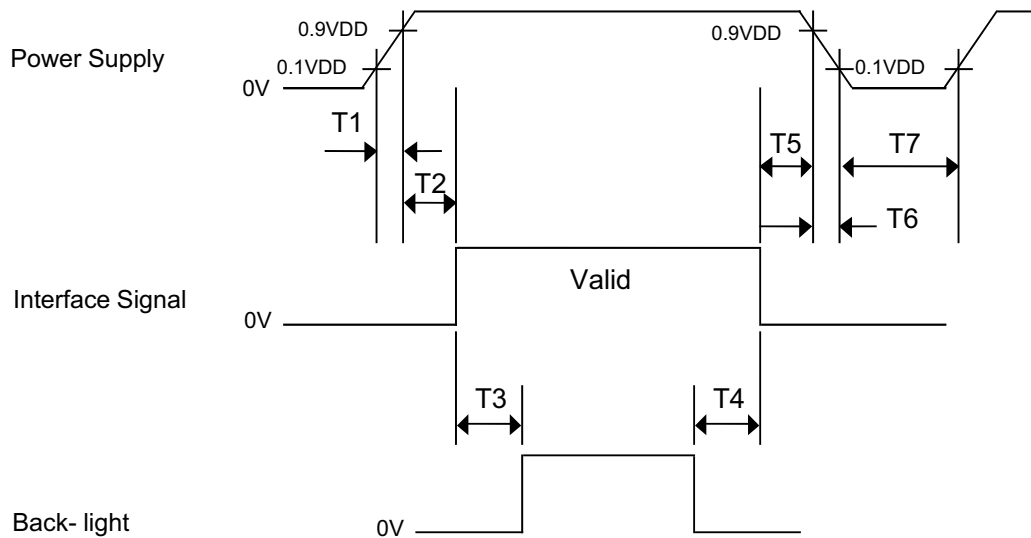 0.9VDD
0.9VDD
Power Supply
0.1VDD
0.1VDD
0V
T1
T5
T7
T2
T6
Valid
Interface Signal
0V
T3
T4
Back- light
0V